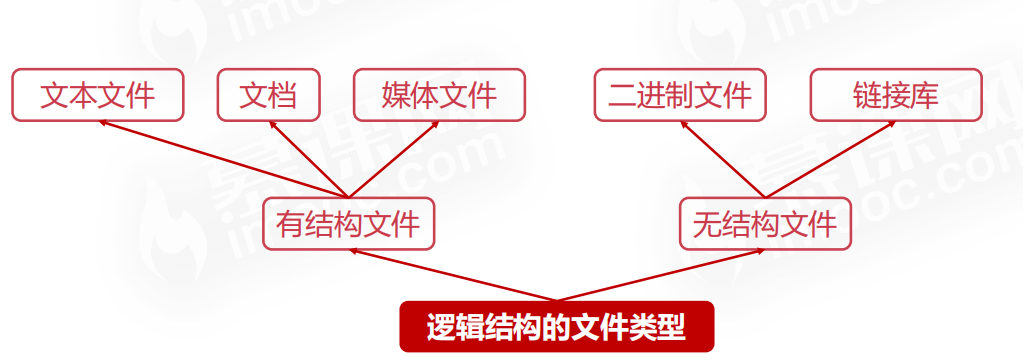 文本文件
文档
媒体文件
二进制文件
链接库
有结构文件
无结构文件
逻辑结构的文件类型
慕课网
imooc.com